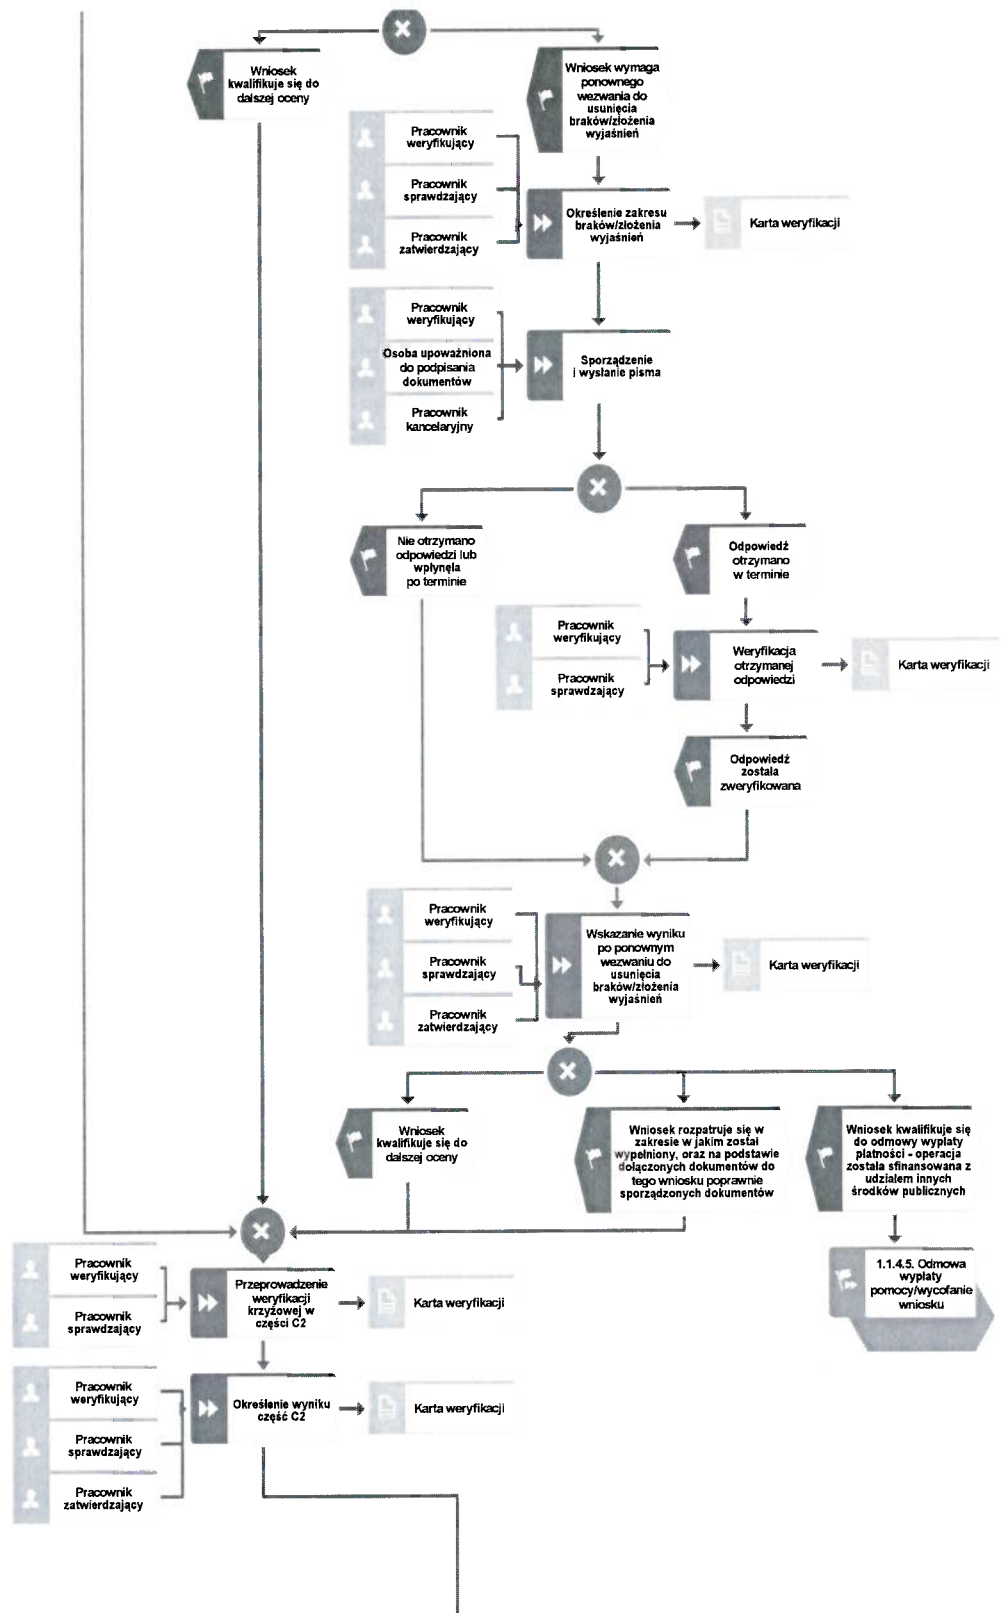 Wniosek
kwalifikuje się do
dalszej oceny
Wniosek wymaga
ponownego
wezwania do
usunięcia
braków/złożenia
wyjaśnień
Pracownik
weryfikujący
Pracownik
sprawdzający
Pracownik
zatwierdzający
Określenie zakresu
braków/złożenia
wyjaśnień
Karta weryfikacji
Pracownik
weryfikujący
Osoba upoważniona
do podpisania
dokumentów
Pracownik
kancelaryjny
Sporządzenie
i wysłanie pisma
Nie otrzymano
odpowiedzi lub
wpłynęła
po terminie
Odpowiedź
otrzymano
w terminie
Pracownik
weryfikujący
Pracownik
sprawdzający
Weryfikacja
otrzymanej
odpowiedzi
Karta weryfikacji
Odpowiedź
została
zweryfikowana
Pracownik
weryfikujący
Pracownik
sprawdzający
Pracownik
zatwierdzający
Wskazanie wyniku
po ponownym
wezwaniu do
usunięcia
braków/złożenia
wyjaśnień
Karta weryfikacji
Wniosek
kwalifikuje się do
dalszej oceny
Wniosek rozpatruje się w
zakresie w jakim został
wypełniony, oraz na podstawie
dołączonych dokumentów do
tego wniosku poprawnie
sporządzonych dokumentów
Wniosek kwalifikuje się
do odmowy wypłaty
płatności - operacja
została sfinansowana z
udziałem innych
środków publicznych
1.1.4.5. Odmowa
wypłaty
pomocy/wycofanie
wniosku
Pracownik
weryfikujący
Pracownik
sprawdzający
Przeprowadzenie
weryfikacji
krzyżowej w
części C2
Karta weryfikacji
Pracownik
weryfikujący
Pracownik
sprawdzający
Pracownik
zatwierdzający
Określenie wyniku
część C2
Karta weryfikacji